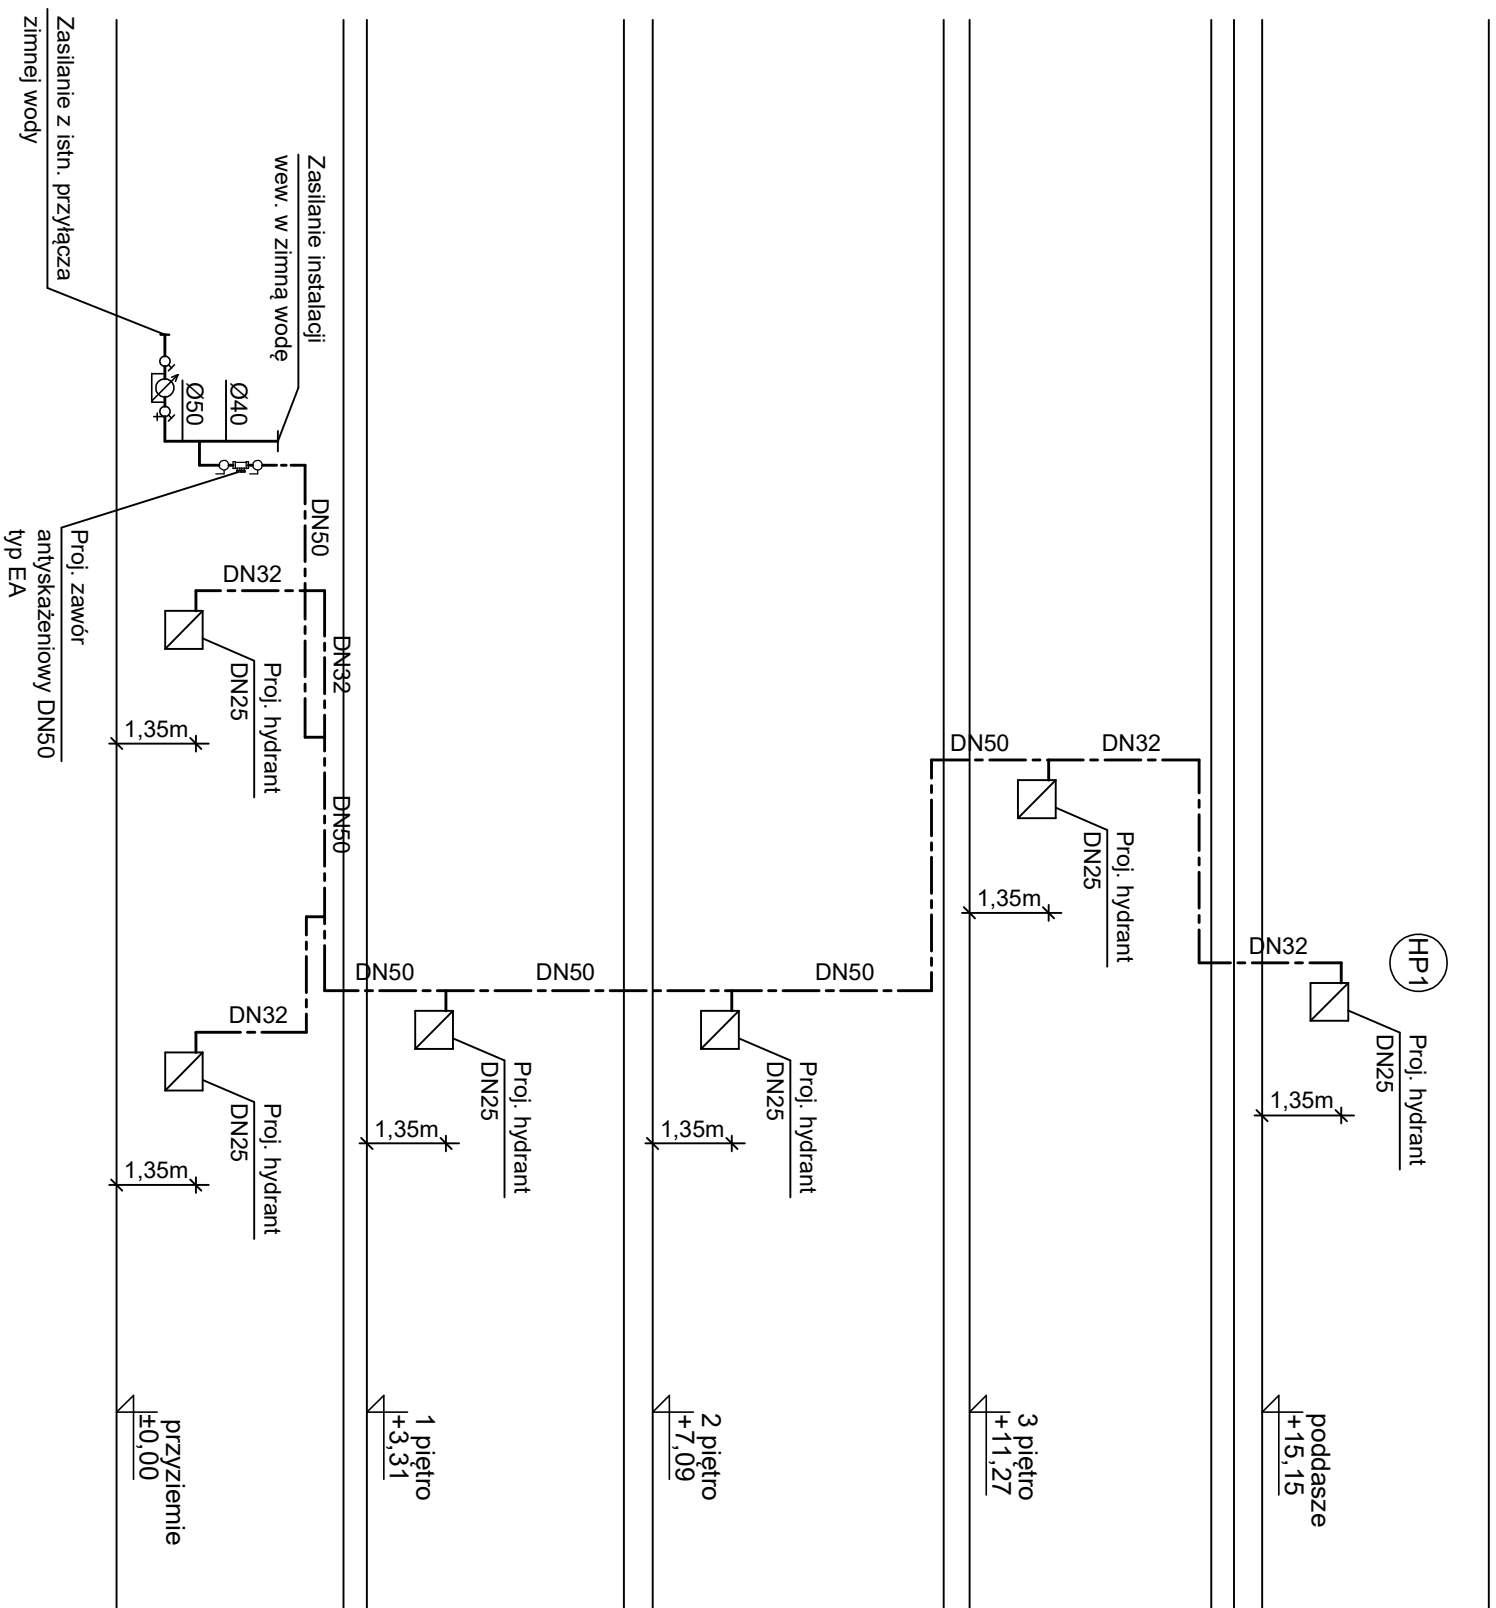 HP1
Proj. hydrant
DN25
DN32
1,35m
poddasze
+15,15
DN50
DN32
Proj. hydrant
DN25
1,35m
3 piętro
+11,27
DN50
DN50
Proj. hydrant
DN25
1,35m
2 piętro
+7,09
DN50
Proj. hydrant
DN25
1,35m
1 piętro
+3,31
Zasilanie instalacji
wew. w zimną wodę
Ø40
Ø50
DN50
DN32
DN32
DN50
Proj. hydrant
DN25
1,35m
DN32
Proj. hydrant
DN25
1,35m
przyziemie
±0,00
Zasilanie z istn. przyłącza
zimnej wody
Proj. zawór
antyskażeniowy DN50
typ EA